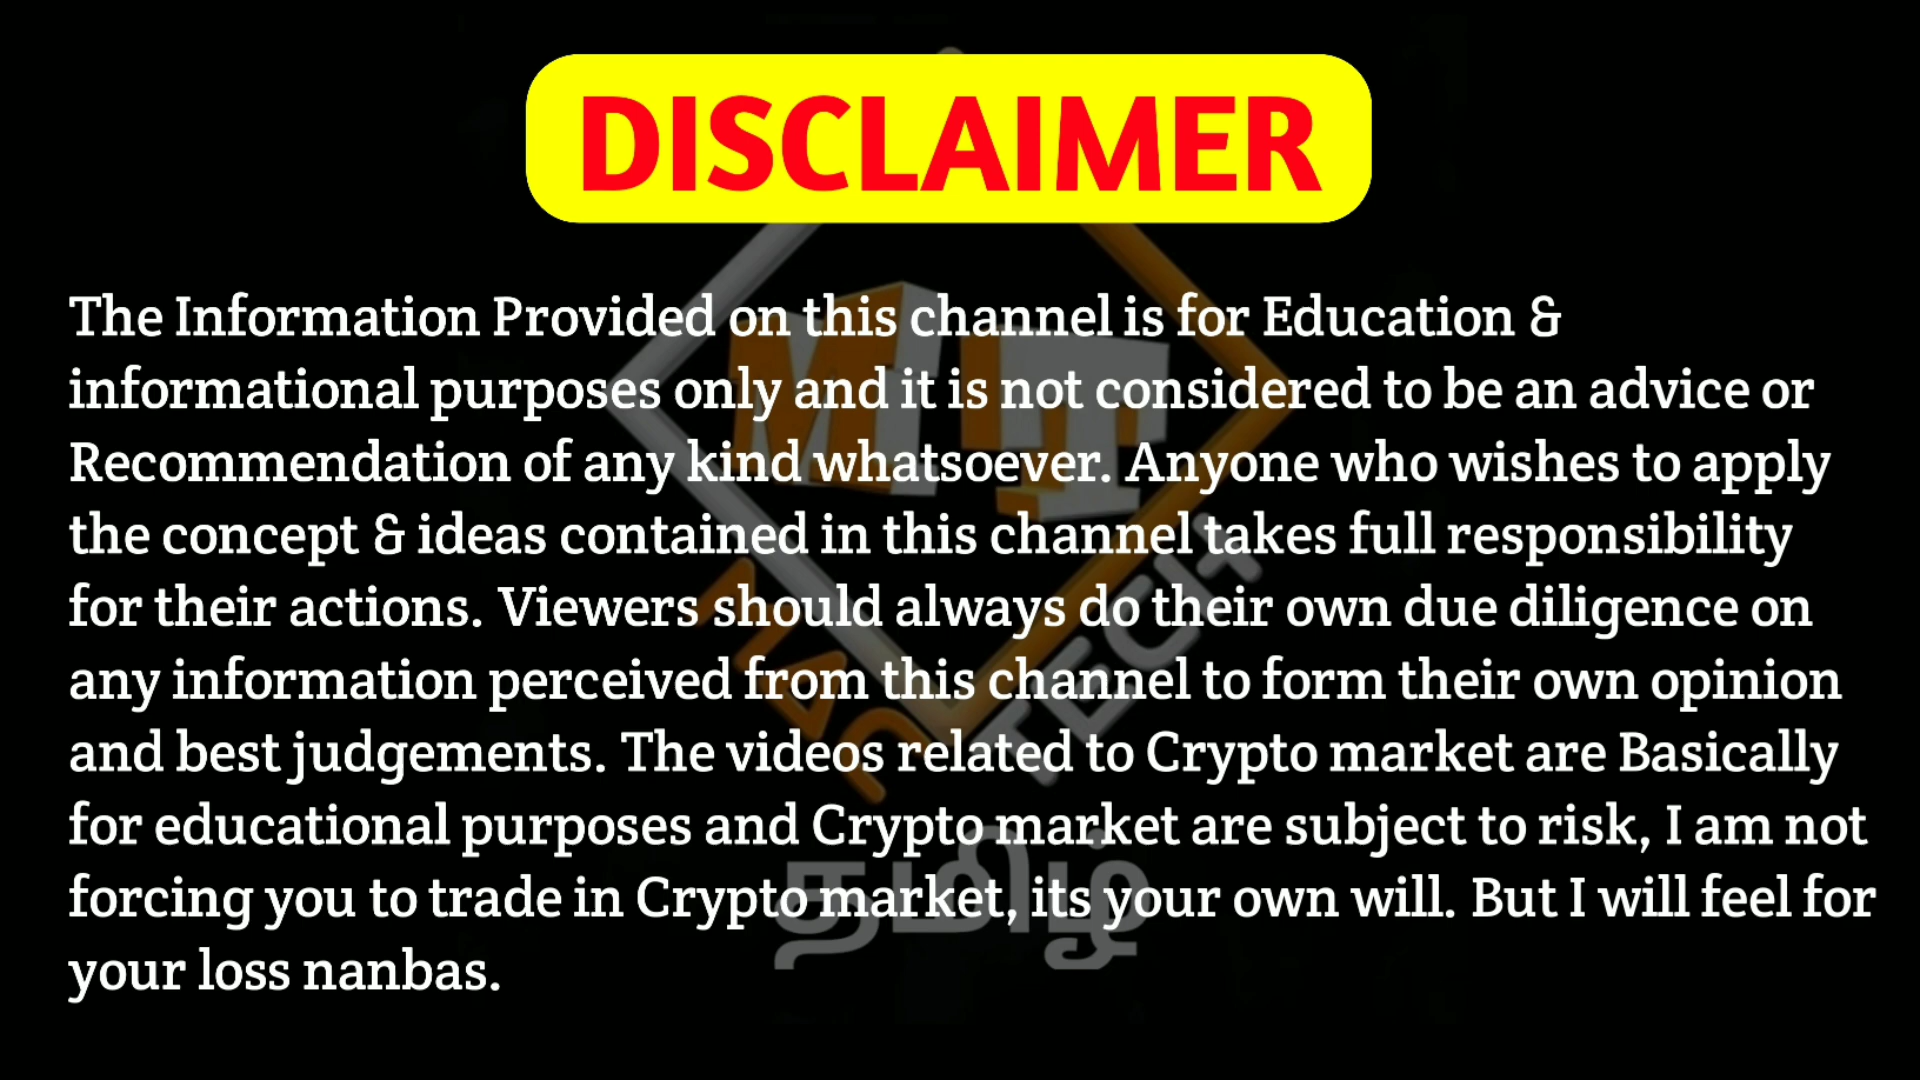 DISCLAIMER
The Information Provided on this channel is for Education &
informational purposes only and it is not considered to be an advice or
Recommendation of any kind whatsoever. Anyone who wishes to apply
the concept & ideas contained in this channel takes full responsibility
for their actions. Viewers should always do their own due diligence on
any information perceived from this channel to form their own opinion
and best judgements. The videos related to Crypto market are Basically
for educational purposes and Crypto market are subject to risk, I am not
forcing you to trade in Crypto market, its your own will. But I will feel for
your loss nanbas.
MT
TECH
தமிழ்